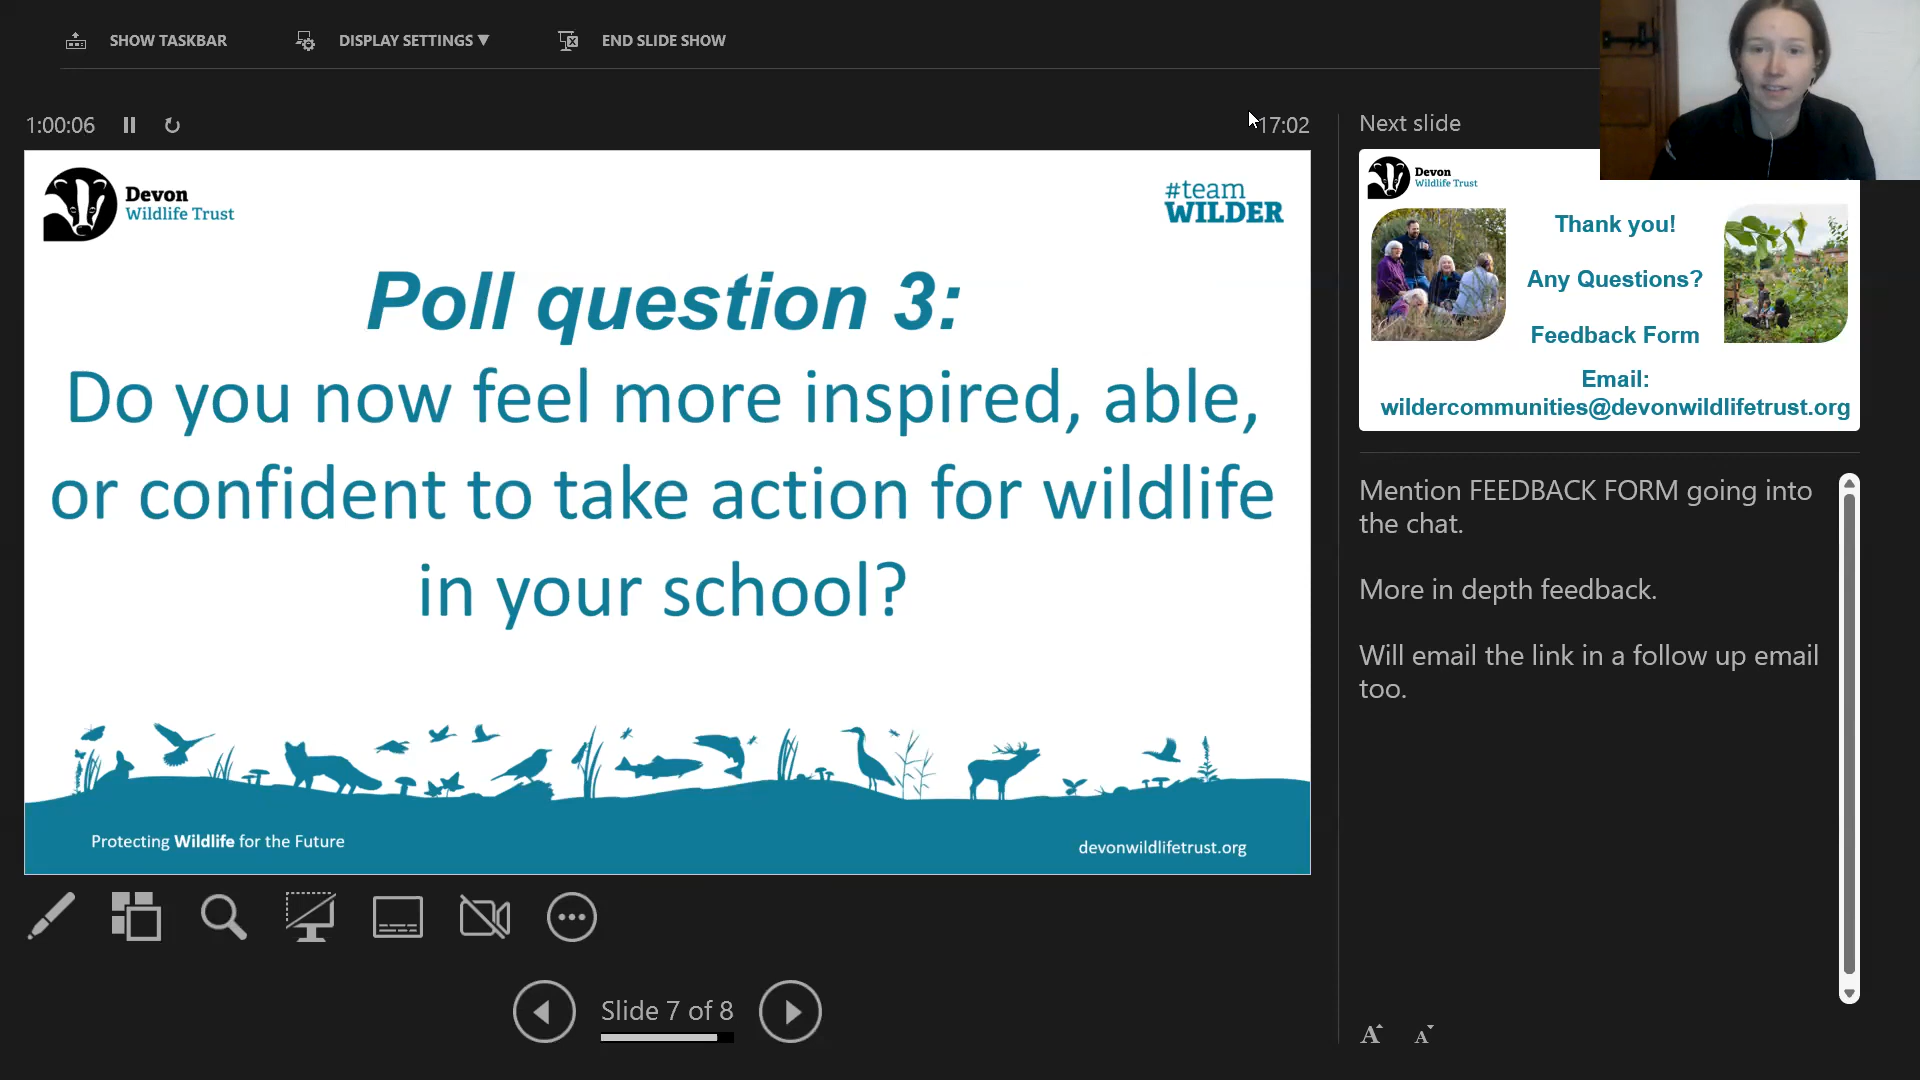 SHOW TASKBAR
DISPLAY SETTINGS ▼
END SLIDE SHOW
1:00:06
17:02
Devon
Wildlife Trust
#team
WILDER
Poll question 3:
Do you now feel more inspired, able,
or confident to take action for wildlife
in your school?
Protecting Wildlife for the Future
devonwildlifetrust.org
Slide 7 of 8
Next slide
Devon
Wildlife Trust
Thank you!
Any Questions?
Feedback Form
Email:
wildercommunities@devonwildlifetrust.org
Mention FEEDBACK FORM going into
the chat.
More in depth feedback.
Will email the link in a follow up email
too.
A
A